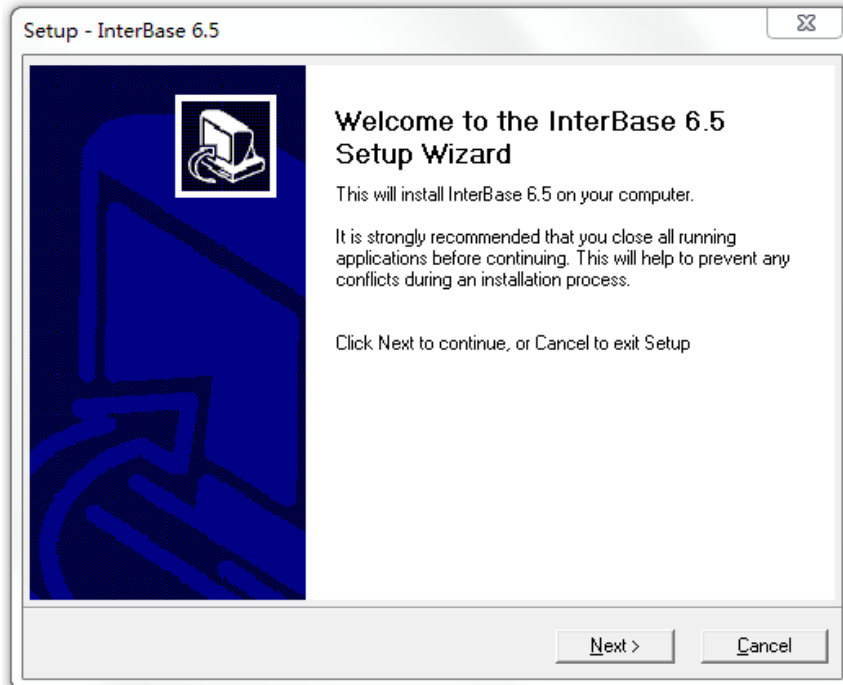 Setup - InterBase 6.5
Welcome to the InterBase 6.5
Setup Wizard
This will install InterBase 6.5 on your computer.
It is strongly recommended that you close all running
applications before continuing. This will help to prevent any
conflicts during an installation process.
Click Next to continue, or Cancel to exit Setup
Next >
Cancel